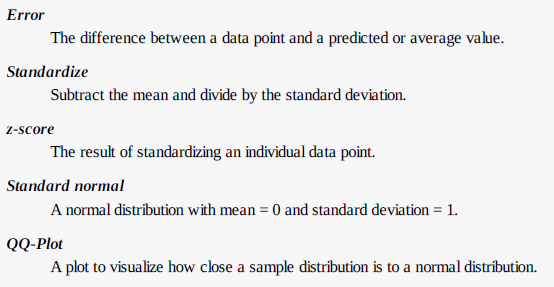 Error
The difference between a data point and a predicted or average value.
Standardize
Subtract the mean and divide by the standard deviation.
z-score
The result of standardizing an individual data point.
Standard normal
A normal distribution with mean = 0 and standard deviation = 1.
QQ-Plot
A plot to visualize how close a sample distribution is to a normal distribution.